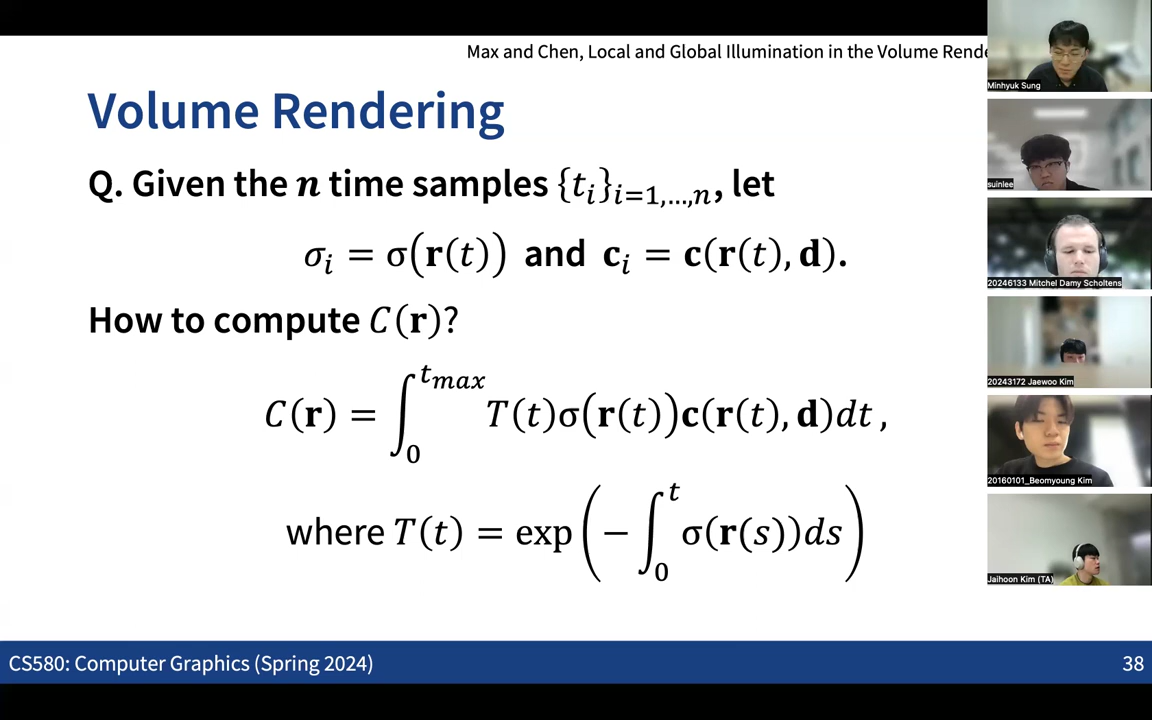 Max and Chen, Local and Global Illumination in the Volume
Volume Rendering
Q. Given the n time samples {t_i}_{i=1,…,n}, let
σ_i = σ(r(t)) and c_i = c(r(t), d).
How to compute C(r)?
C(r) = ∫_0^{t_{max}} T(t)σ(r(t))c(r(t), d)dt ,
where T(t) = exp(−∫_0^t σ(r(s))ds)
CS580: Computer Graphics (Spring 2024)
38
Minhyuk Sung
suinlee
20246133 Mitchel Damy Scholtens
20243172 Jaewoo Kim
20160101_Beomyoung Kim
Jaihoon Kim (TA)